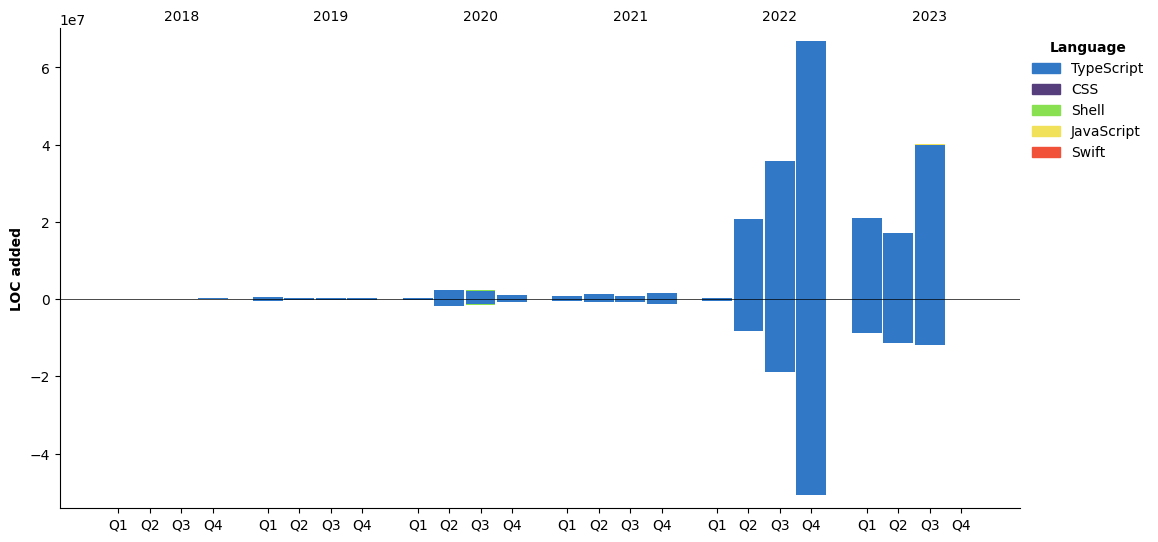 1e7
2018 2019 2020 2021 2022 2023
Language
TypeScript
CSS
Shell
JavaScript
Swift
LOC added
6
4
2
0
−2
−4
Q1 Q2 Q3 Q4 Q1 Q2 Q3 Q4 Q1 Q2 Q3 Q4 Q1 Q2 Q3 Q4 Q1 Q2 Q3 Q4 Q1 Q2 Q3 Q4